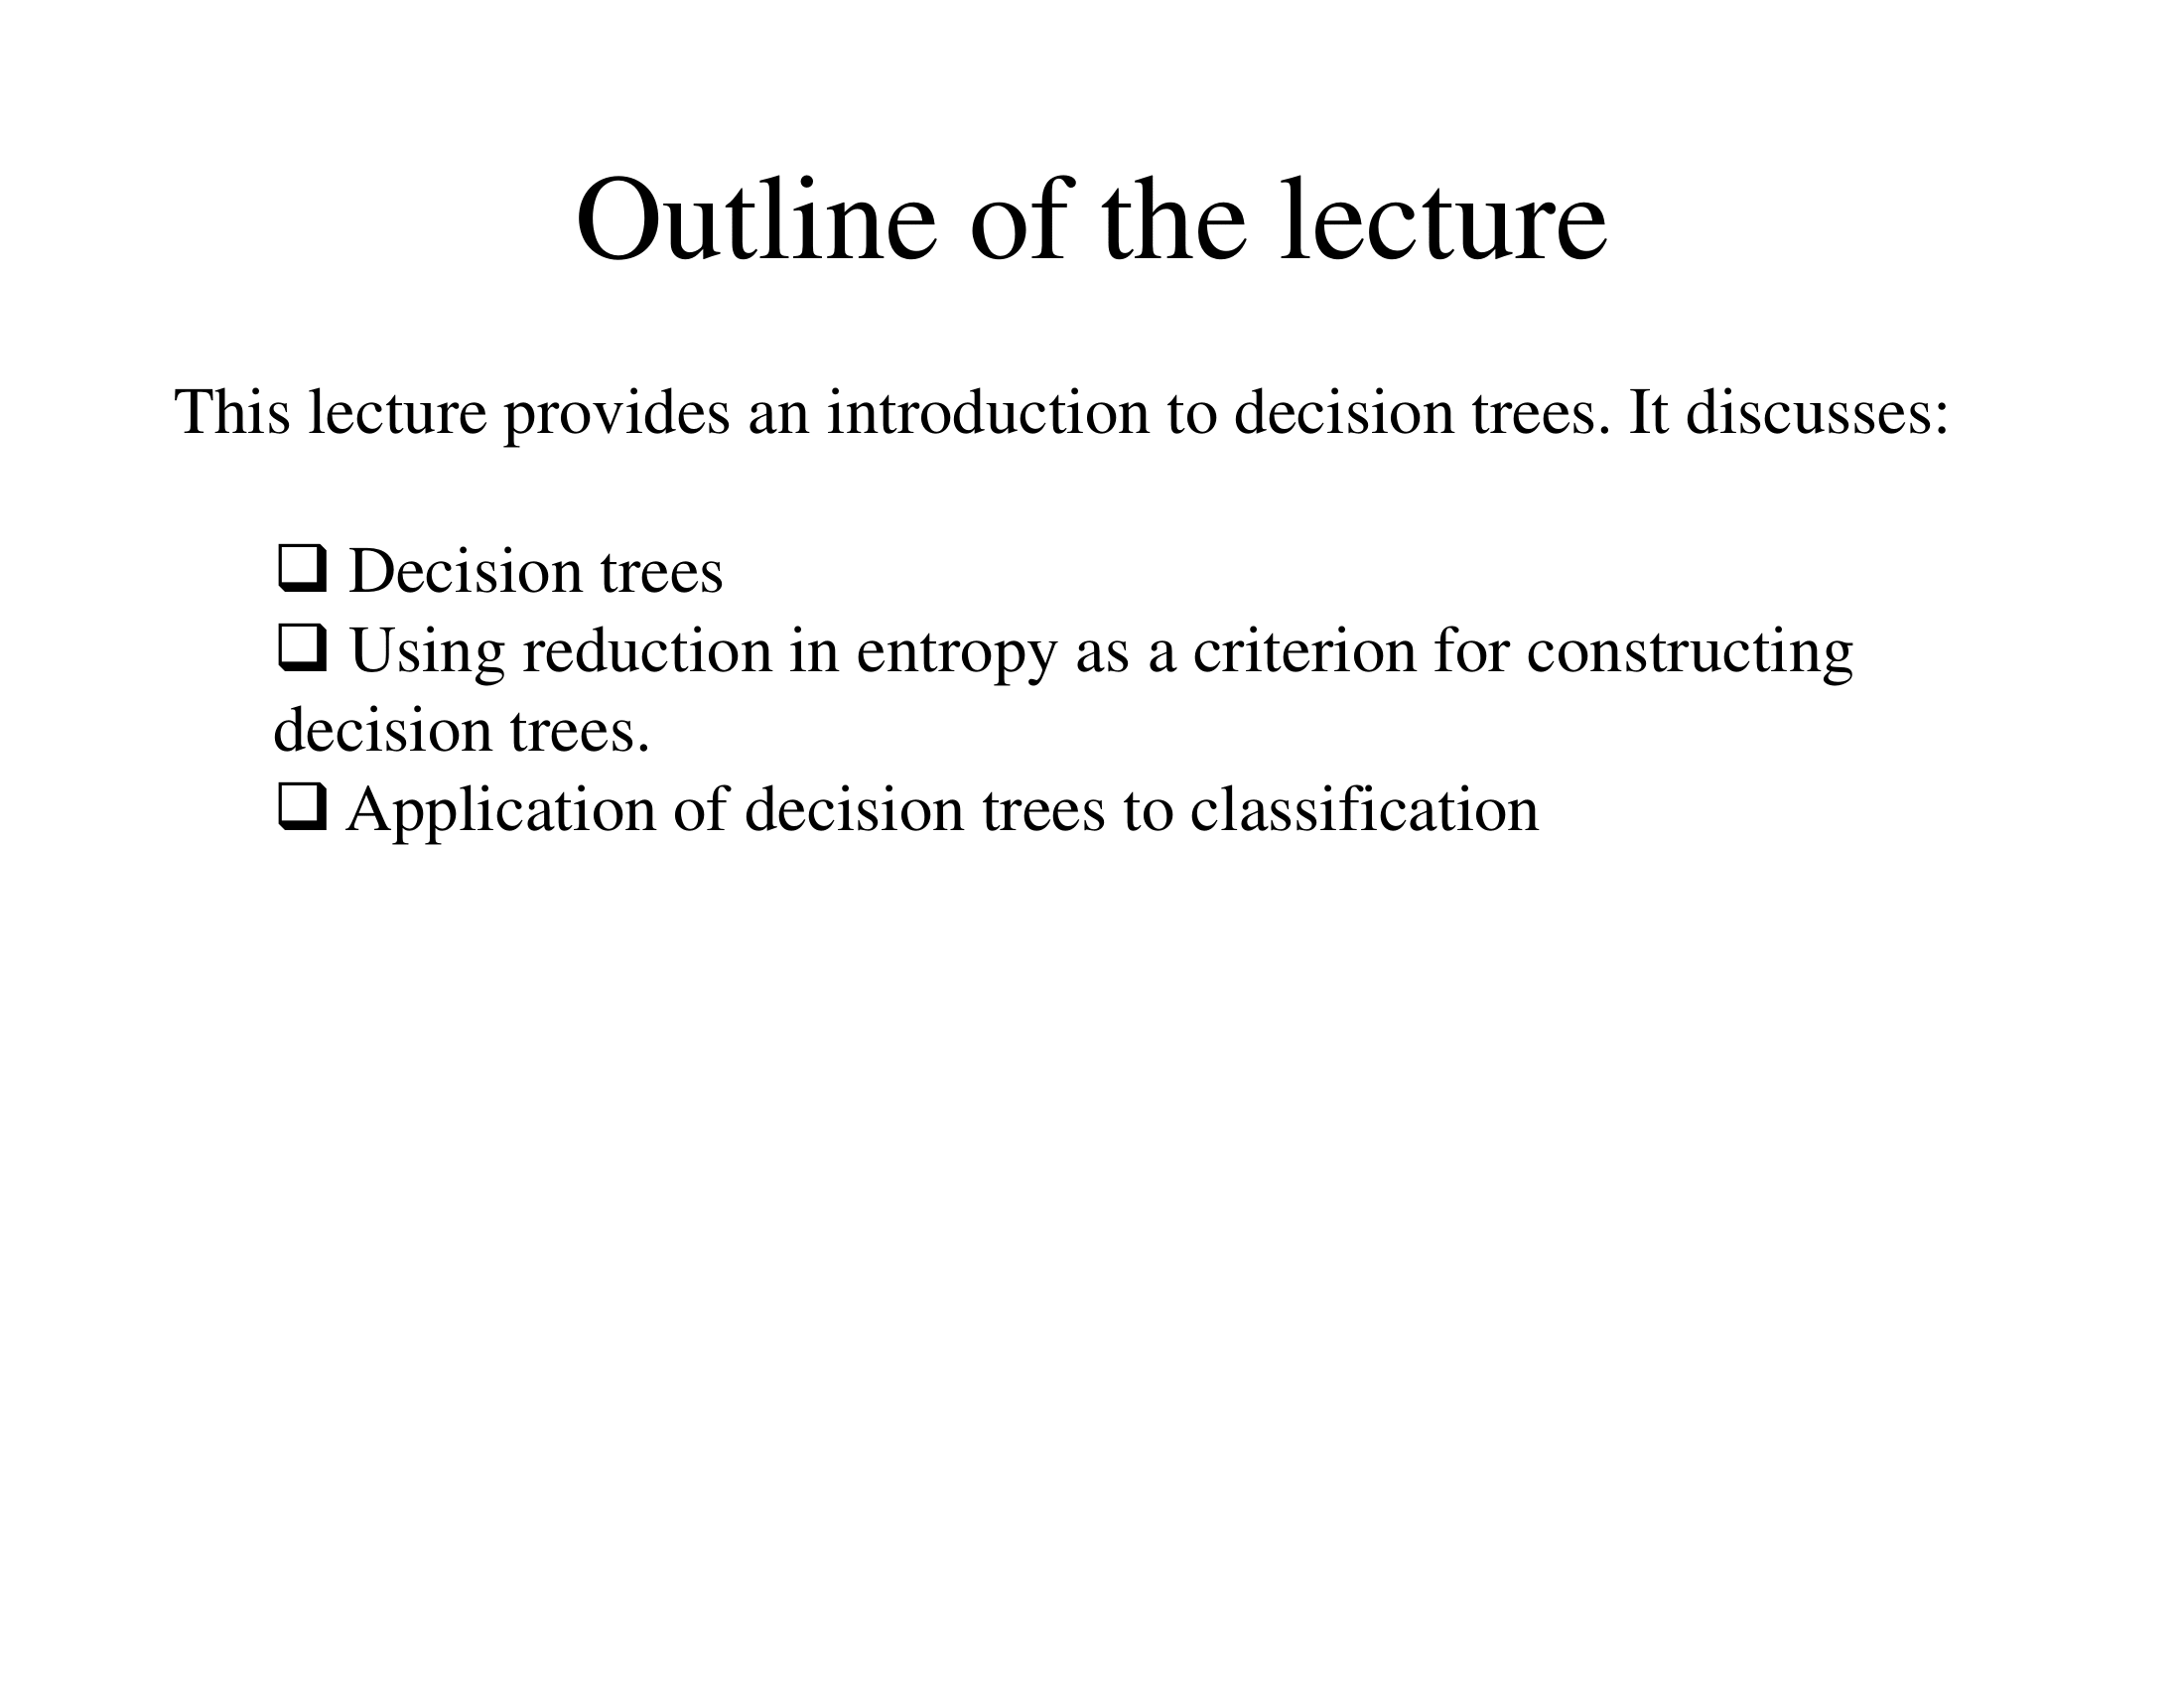 Outline of the lecture
This lecture provides an introduction to decision trees. It discusses:
❑ Decision trees
❑ Using reduction in entropy as a criterion for constructing
decision trees.
❑ Application of decision trees to classification